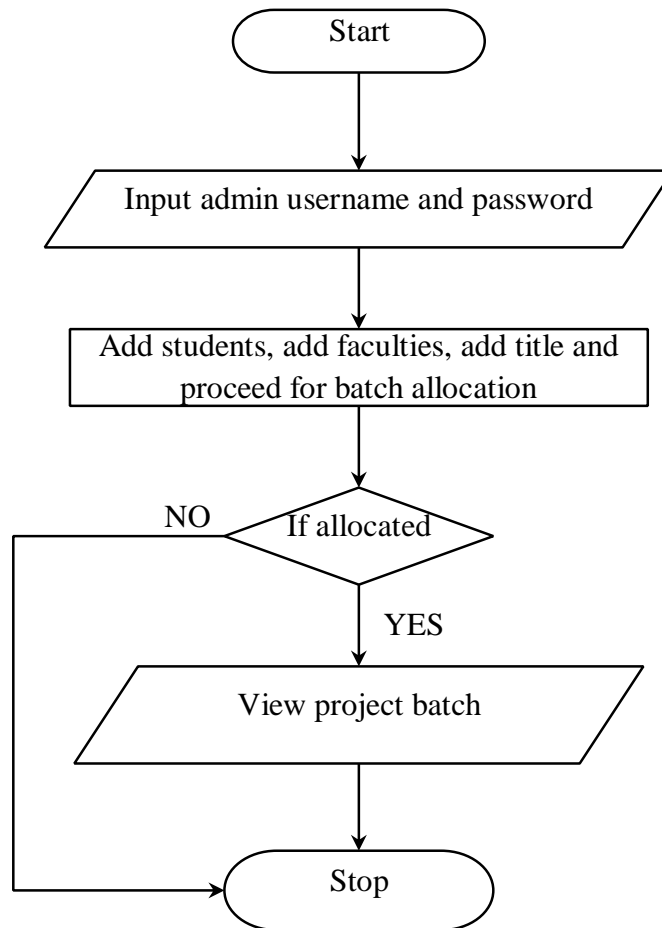 Start
Input admin username and password
Add students, add faculties, add title and
proceed for batch allocation
NO
If allocated
YES
View project batch
Stop